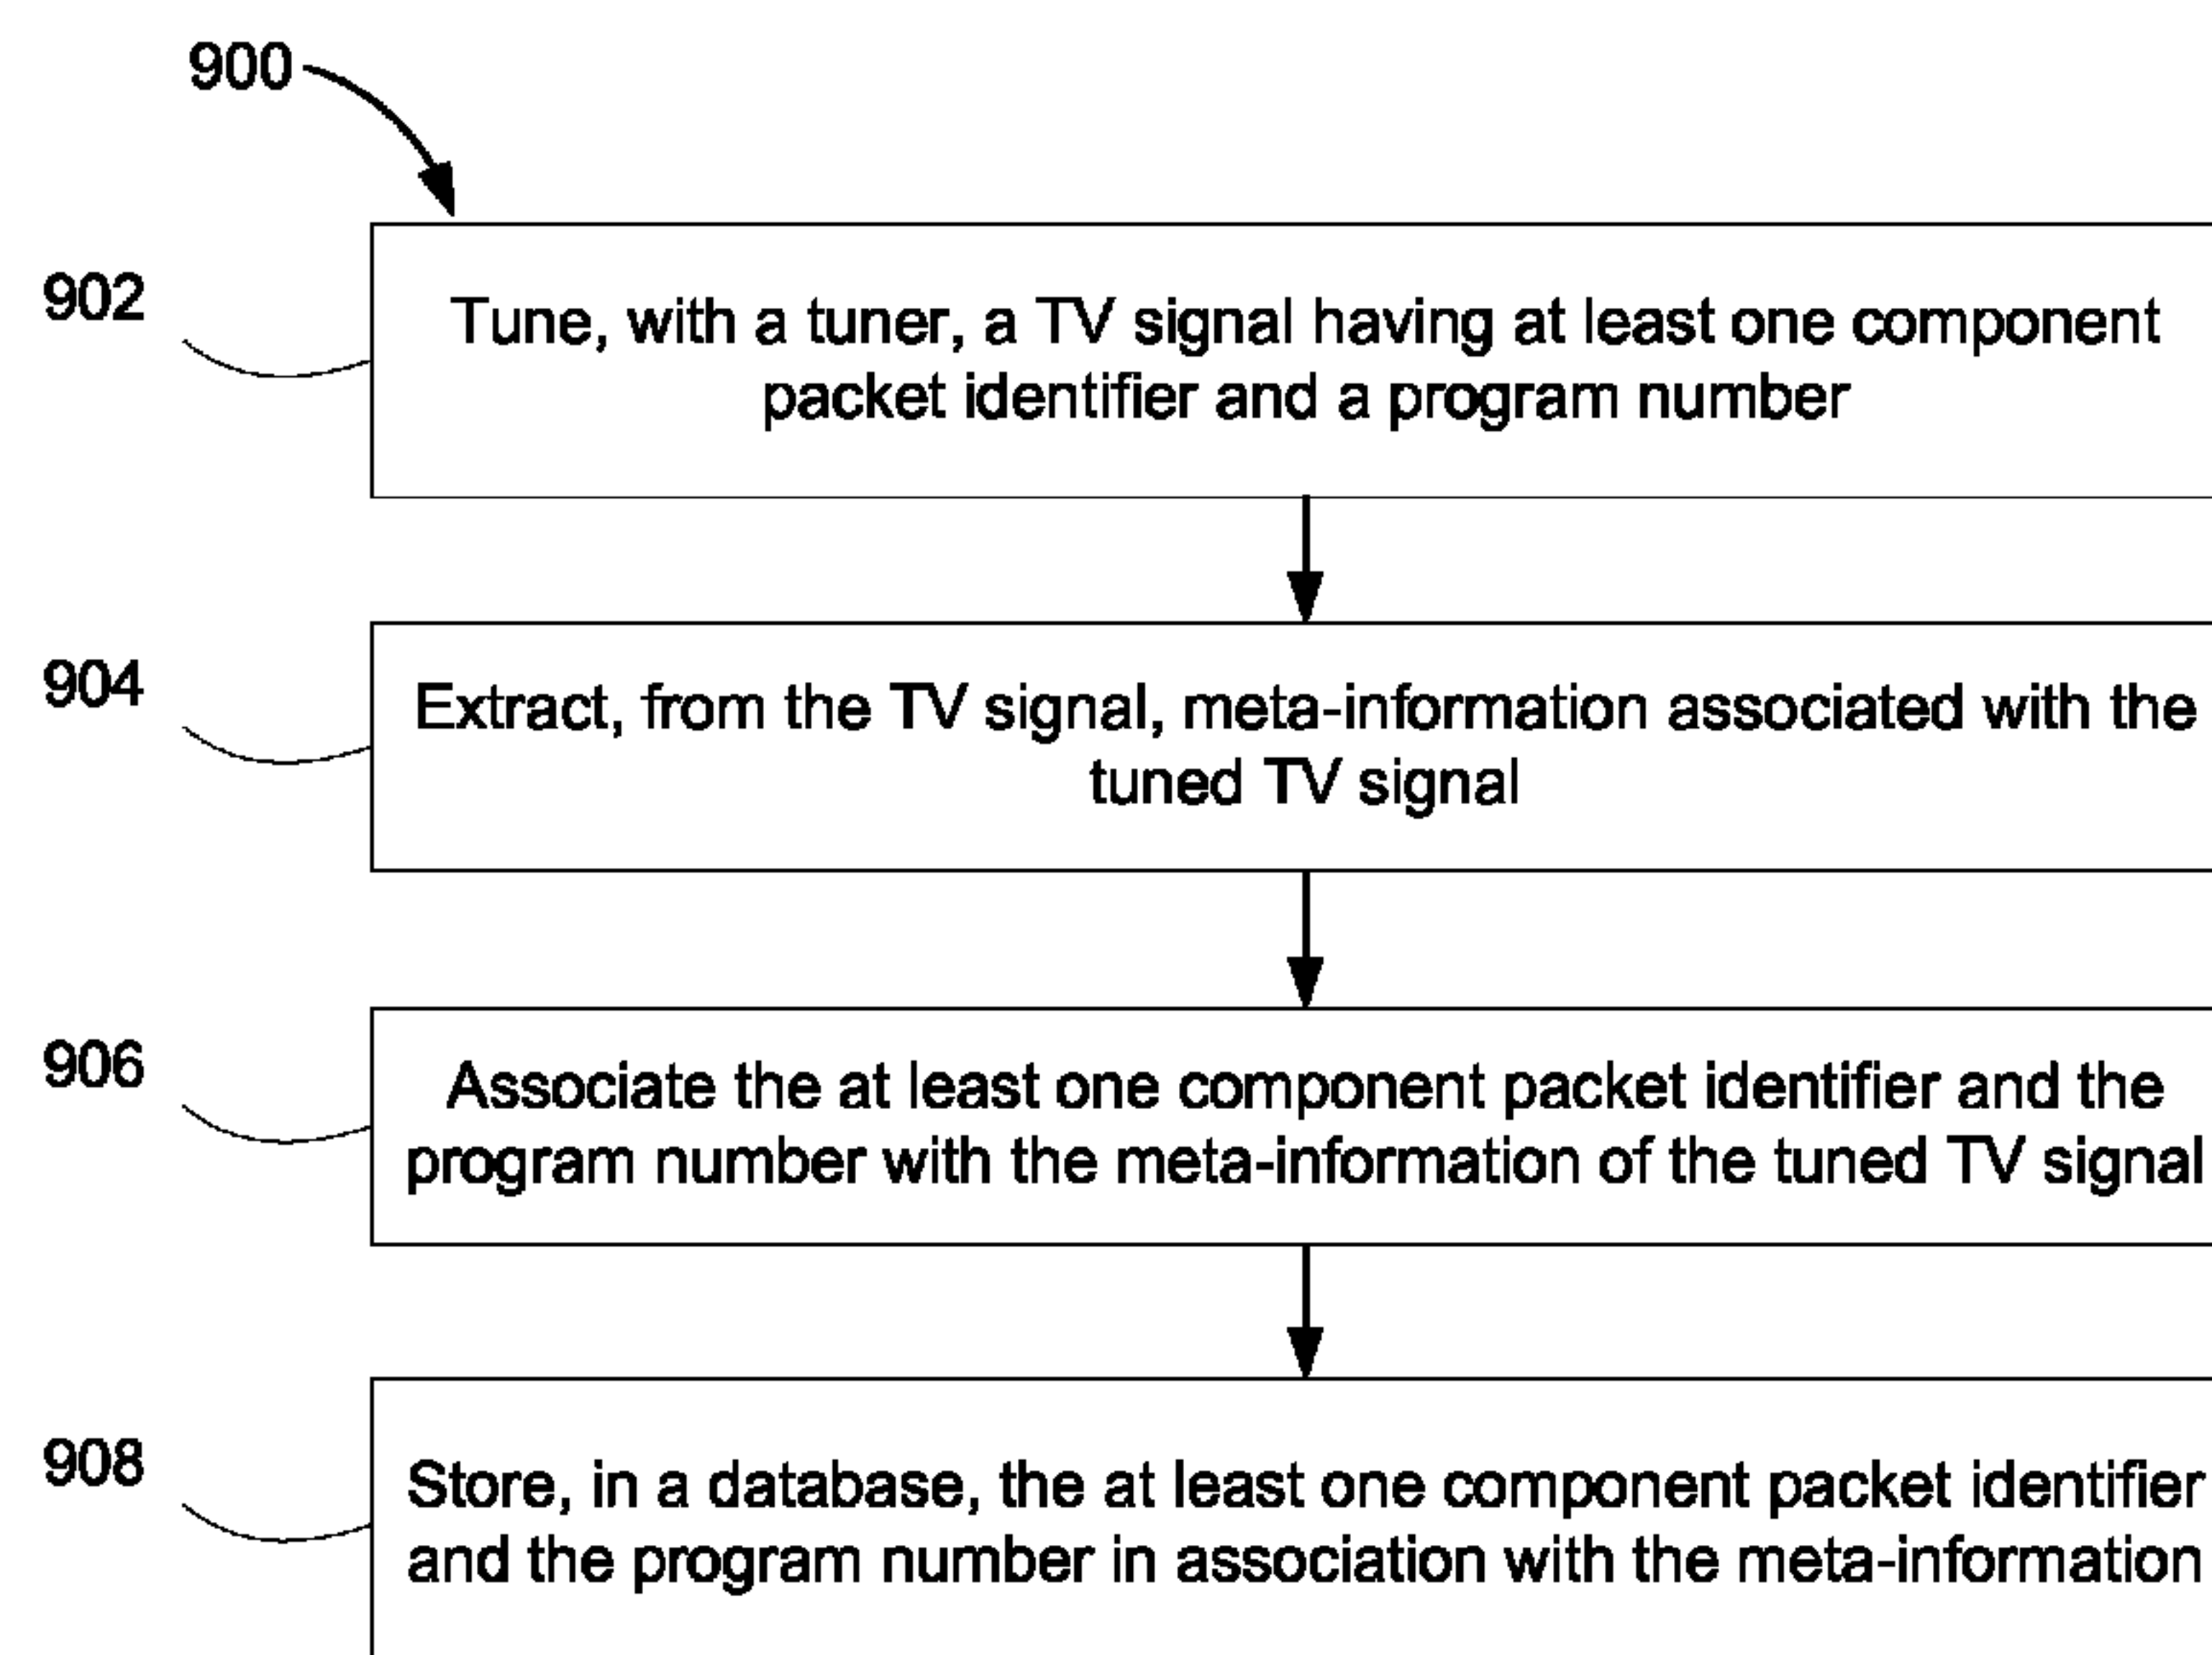 900
902
Tune, with a tuner, a TV signal having at least one component
packet identifier and a program number
904
Extract, from the TV signal, meta-information associated with the
tuned TV signal
906
Associate the at least one component packet identifier and the
program number with the meta-information of the tuned TV signal
908
Store, in a database, the at least one component packet identifier
and the program number in association with the meta-information